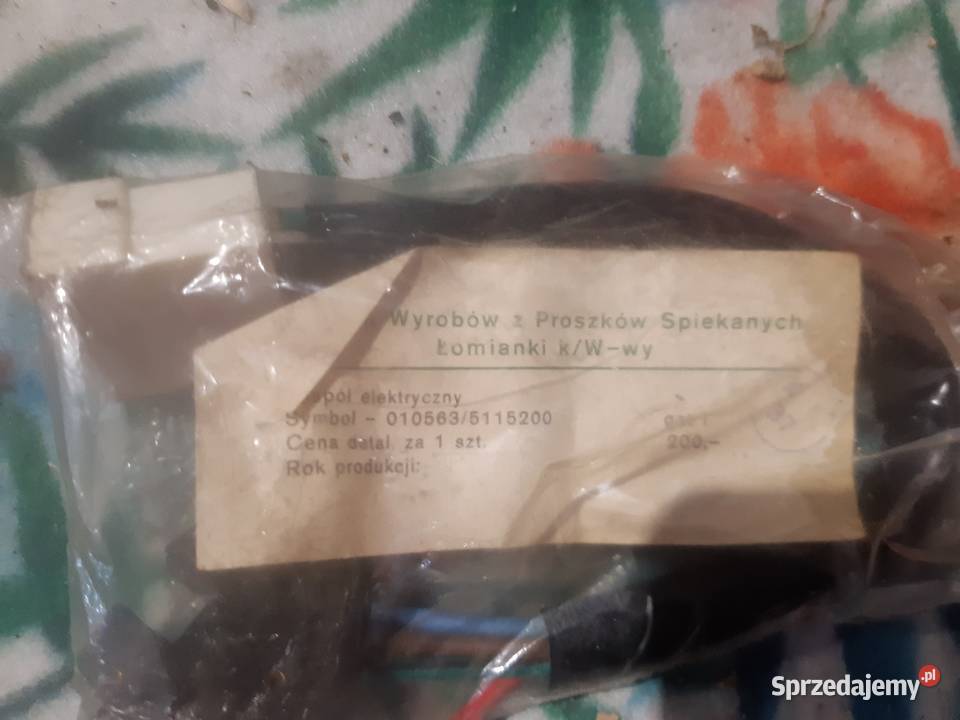 Wyrobów z Proszków Spiekanych
Łomianki k/W-wy
elektryczny
Symbol - 010563/5115200
Cena detal. za 1 szt. 200,-
Rok produkcji:
Sprzedajemy.pl